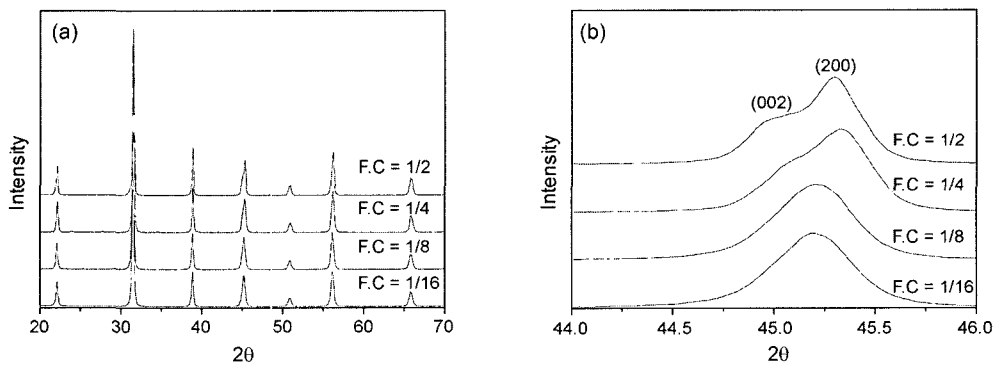 (a)
Intensity
F.C = 1/2
F.C = 1/4
F.C = 1/8
F.C = 1/16
20 30 40 50 60 70
2θ
(b)
Intensity
(002)
(200)
F.C = 1/2
F.C = 1/4
F.C = 1/8
F.C = 1/16
44.0 44.5 45.0 45.5 46.0
2θ